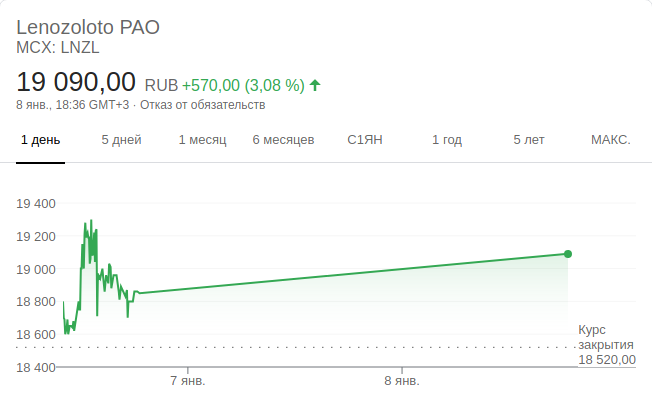 Lenozoloto PAO
MCX: LNZL
19 090,00 RUB +570,00 (3,08 %)
8 янв., 18:36 GMT+3 · Отказ от обязательств
1 день 5 дней 1 месяц 6 месяцев С1ЯН 1 год 5 лет МАКС.
19 400
19 200
19 000
18 800
18 600
18 400
Курс
закрытия
18 520,00
7 янв. 8 янв.